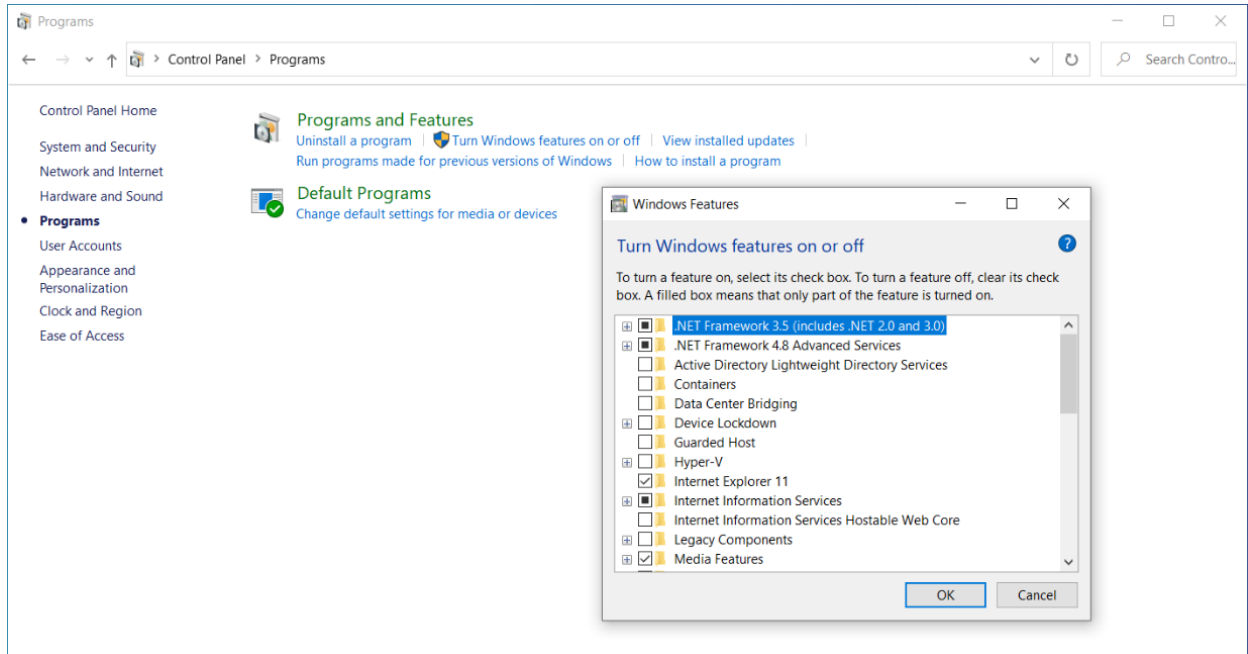 Programs
Control Panel > Programs
Search Contro...
Control Panel Home
System and Security
Network and Internet
Hardware and Sound
Programs
User Accounts
Appearance and
Personalization
Clock and Region
Ease of Access
Programs and Features
Uninstall a program
Turn Windows features on or off
View installed updates
Run programs made for previous versions of Windows
How to install a program
Default Programs
Change default settings for media or devices
Windows Features
Turn Windows features on or off
To turn a feature on, select its check box. To turn a feature off, clear its check
box. A filled box means that only part of the feature is turned on.
.NET Framework 3.5 (includes .NET 2.0 and 3.0)
.NET Framework 4.8 Advanced Services
Active Directory Lightweight Directory Services
Containers
Data Center Bridging
Device Lockdown
Guarded Host
Hyper-V
Internet Explorer 11
Internet Information Services
Internet Information Services Hostable Web Core
Legacy Components
Media Features
OK
Cancel